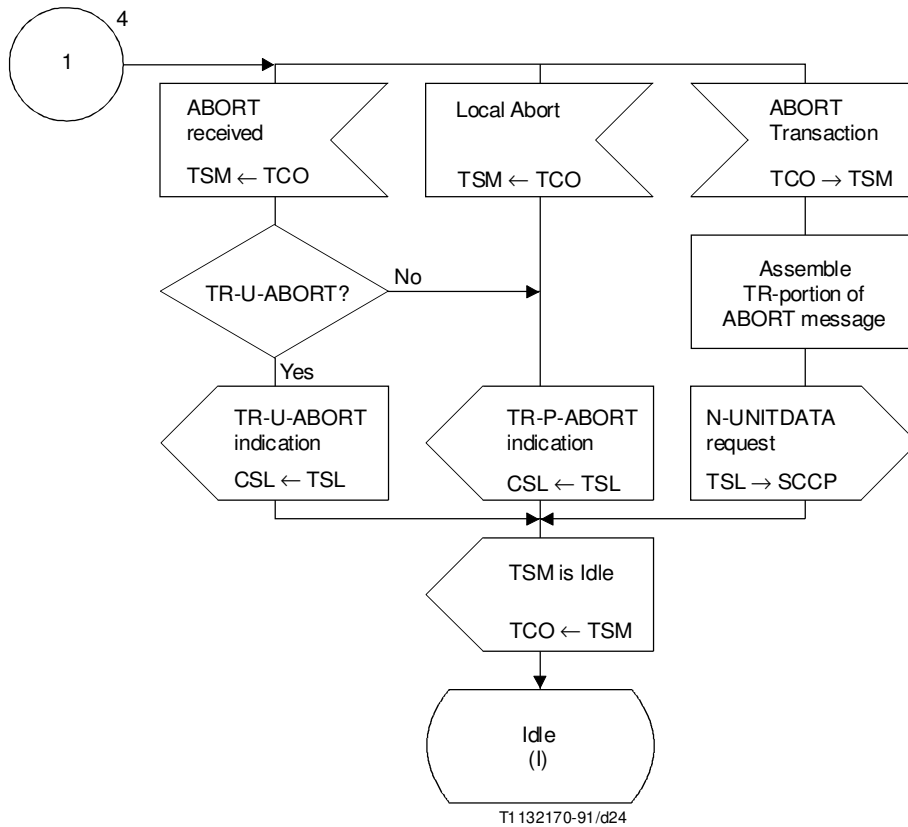 4
1
ABORT
received
TSM ← TCO
Local Abort
TSM ← TCO
ABORT
Transaction
TCO → TSM
TR-U-ABORT?
No
Yes
Assemble
TR-portion of
ABORT message
TR-U-ABORT
indication
CSL ← TSL
TR-P-ABORT
indication
CSL ← TSL
N-UNITDATA
request
TSL → SCCP
TSM is Idle
TCO ← TSM
Idle
(I)
T1132170-91/d24